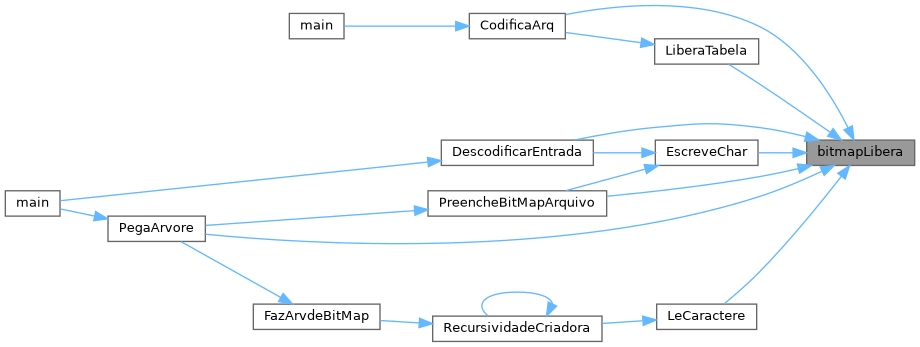 main
CodificaArq
LiberaTabela
bitmapLibera
DescodificarEntrada
EscreveChar
main
PreencheBitMapArquivo
PegaArvore
FazArvdeBitMap
RecursividadeCriadora
LeCaractere